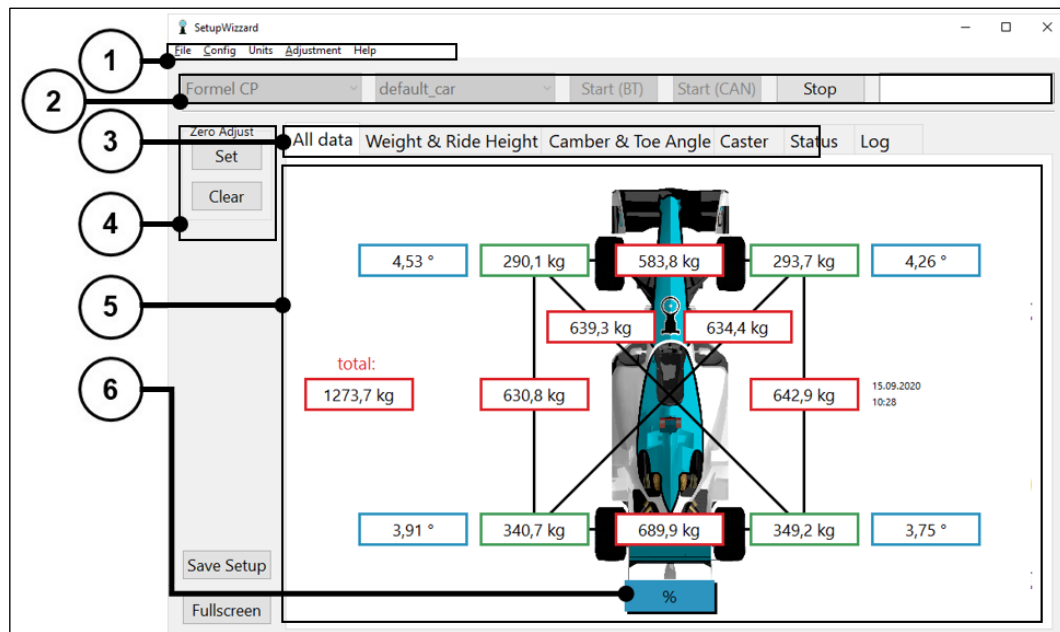 SetupWizzard
1
File Config Units Adjustment Help
2
Formel CP default_car Start (BT) Start (CAN) Stop
3
Zero Adjust
All data Weight & Ride Height Camber & Toe Angle Caster Status Log
Set
4
Clear
4,53 ° 290,1 kg 583,8 kg 293,7 kg 4,26 °
5
639,3 kg 634,4 kg
total:
6
1273,7 kg 630,8 kg 642,9 kg
15.09.2020
10:28
3,91 ° 340,7 kg 689,9 kg 349,2 kg 3,75 °
Save Setup
%
Fullscreen